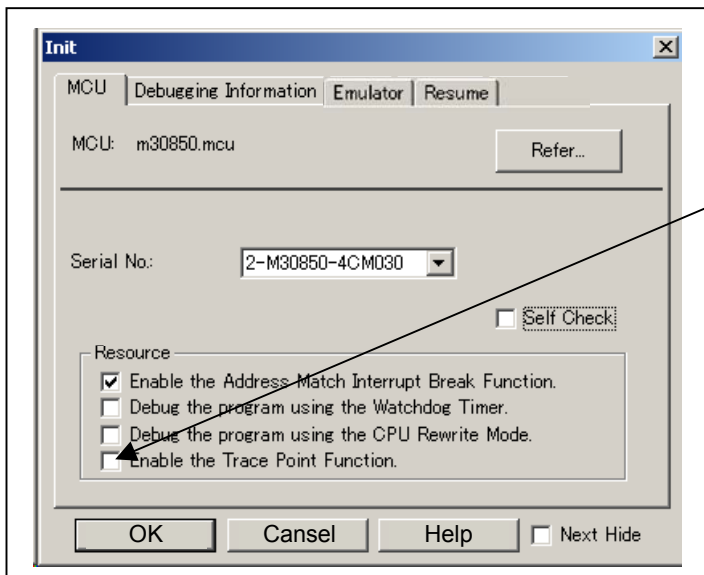 Init
MCU Debugging Information Emulator Resume
MCU: m30850.mcu Refer...
Serial No.: 2-M30850-4CM030
Self Check
Resource
Enable the Address Match Interrupt Break Function.
Debug the program using the Watchdog Timer.
Debug the program using the CPU Rewrite Mode.
Enable the Trace Point Function.
OK Cansel Help Next Hide